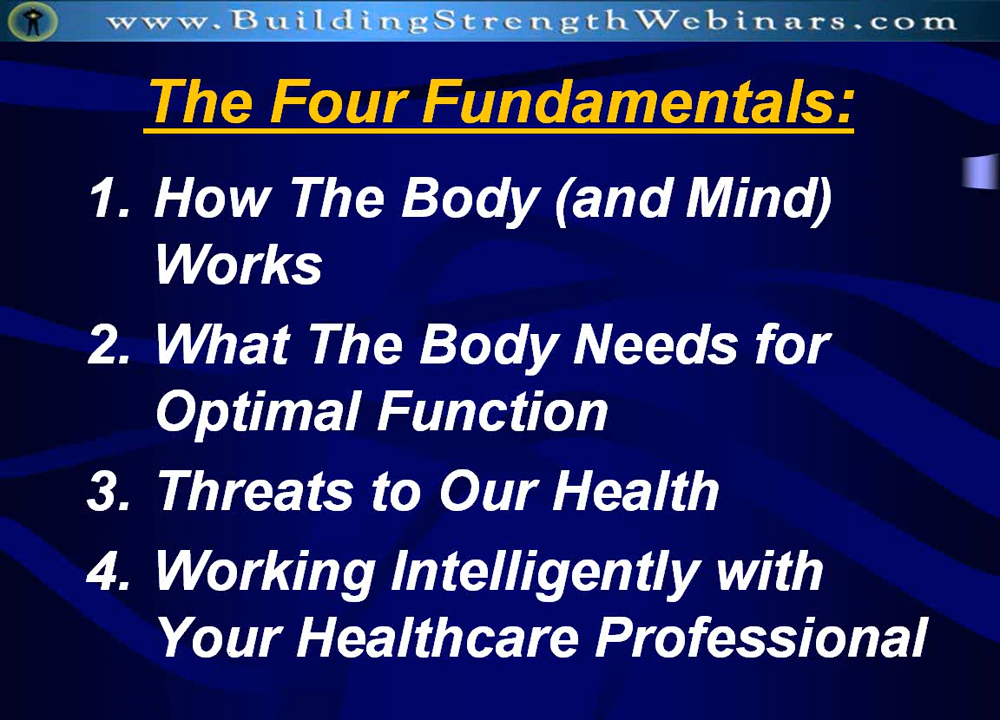 www.BuildingStrengthWebinars.com
The Four Fundamentals:
1. How The Body (and Mind)
Works
2. What The Body Needs for
Optimal Function
3. Threats to Our Health
4. Working Intelligently with
Your Healthcare Professional